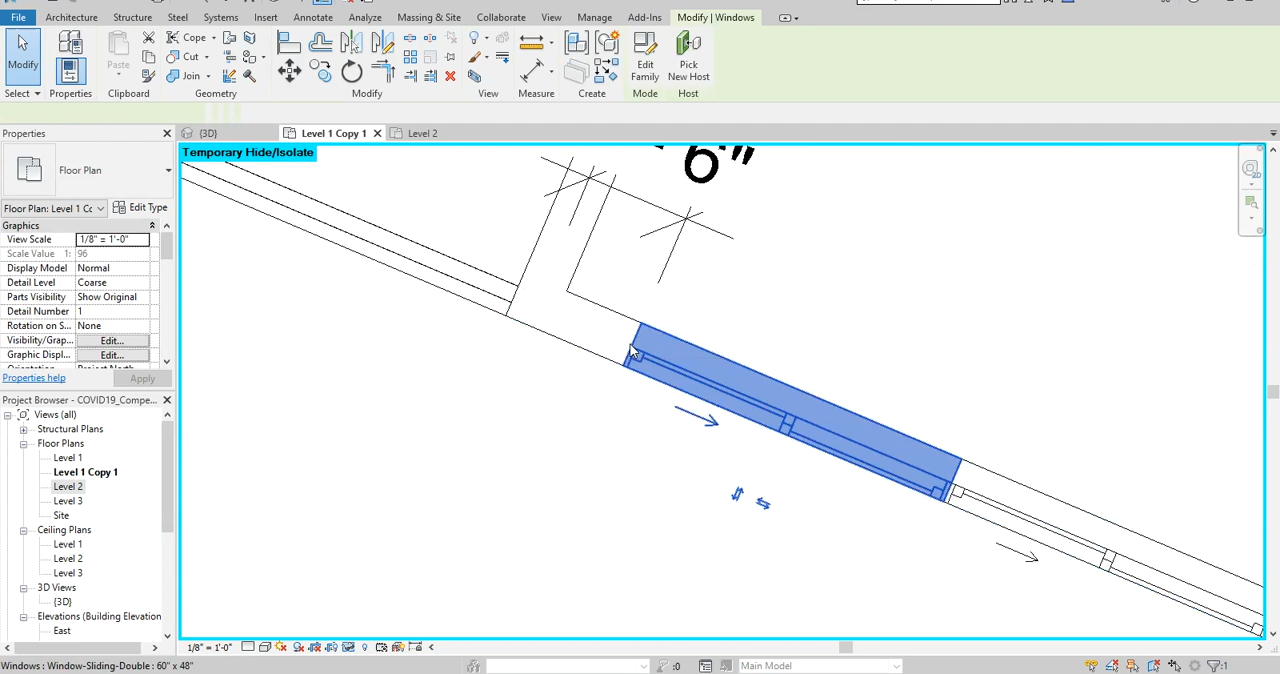 File Architecture Structure Steel Systems Insert Annotate Analyze Massing & Site Collaborate View Manage Add-Ins Modify | Windows
Cope
Cut
Join
Modify
Paste
Edit
Family
Pick
New Host
Select Properties Clipboard Geometry Modify View Measure Create Mode Host
Properties
{3D} Level 1 Copy 1 Level 2
Temporary Hide/Isolate
Floor Plan
6"
Floor Plan: Level 1 Cc Edit Type
Graphics
View Scale 1/8" = 1'-0"
Scale Value 1: 96
Display Model Normal
Detail Level Coarse
Parts Visibility Show Original
Detail Number 1
Rotation on S... None
Visibility/Grap... Edit...
Graphic Displ... Edit...
Orientation Project North
Properties help Apply
Project Browser - COVID19_Compe...
Views (all)
Structural Plans
Floor Plans
Level 1
Level 1 Copy 1
Level 2
Level 3
Site
Ceiling Plans
Level 1
Level 2
Level 3
3D Views
{3D}
Elevations (Building Elevation
East
1/8" = 1'-0"
Windows : Window-Sliding-Double : 60" x 48" :0 Main Model :1
2D